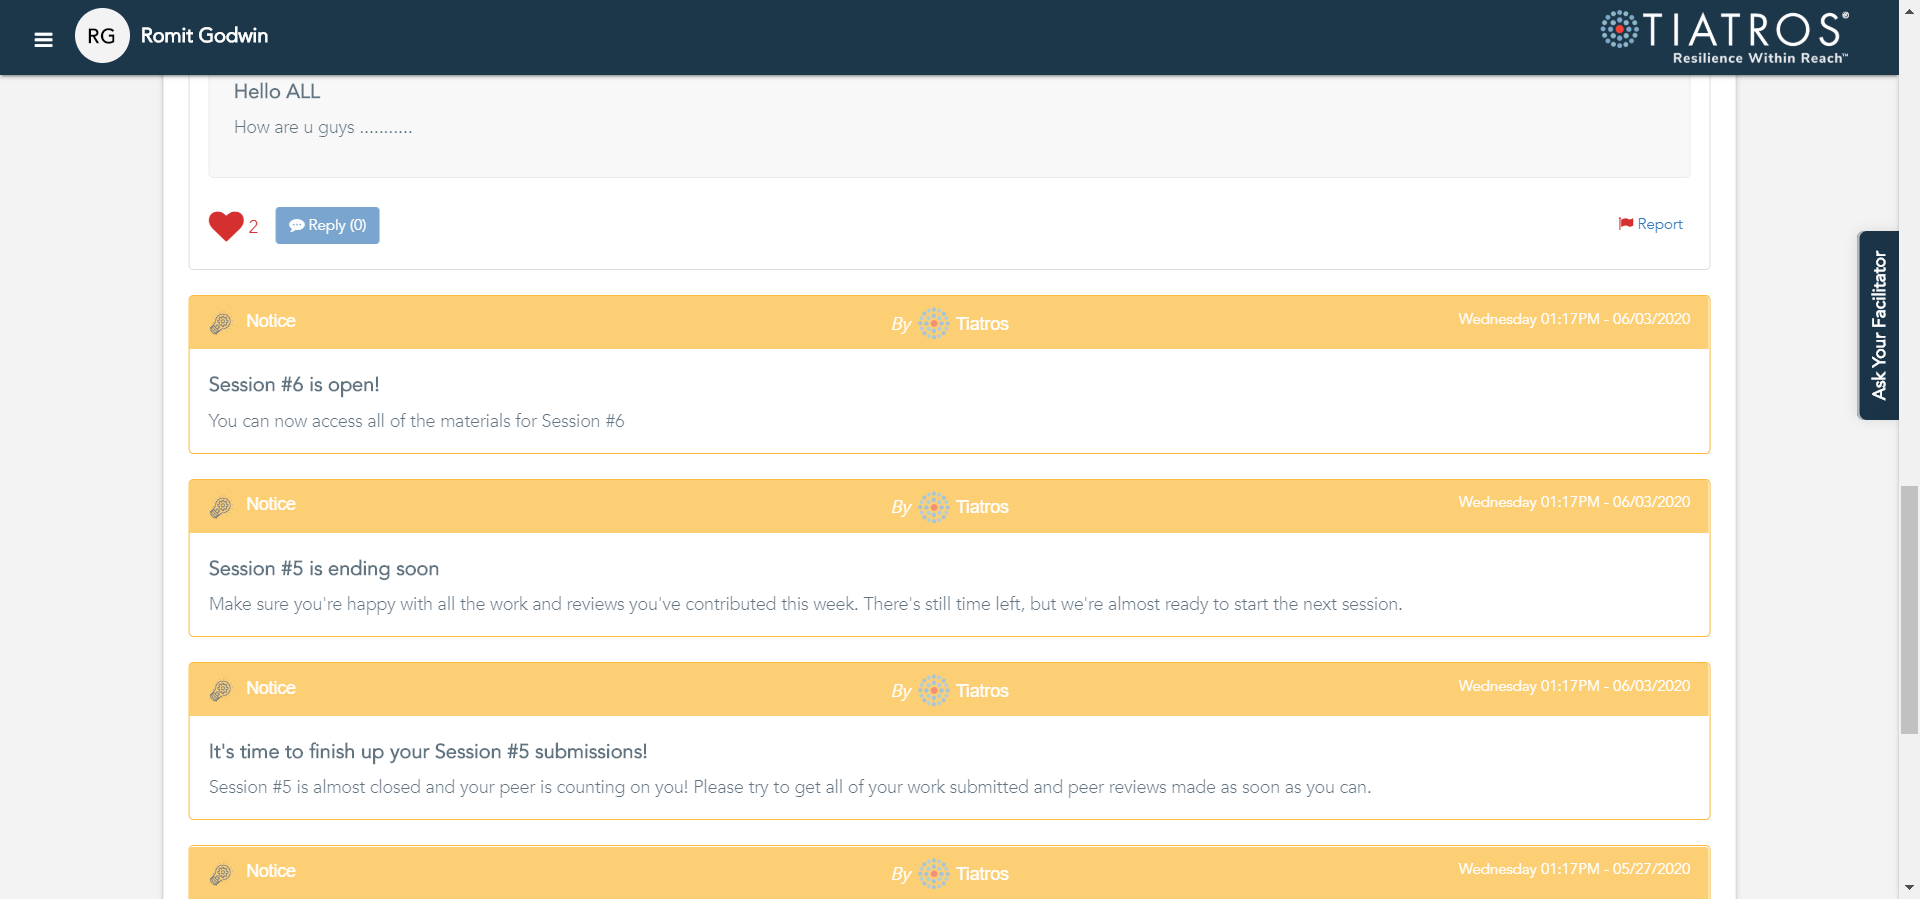 RG Romit Godwin
TIATROS®
Resilience Within Reach™
Hello ALL
How are u guys ...........
2 Reply (0) Report
Ask Your Facilitator
Notice By Tiatros Wednesday 01:17PM - 06/03/2020
Session #6 is open!
You can now access all of the materials for Session #6
Notice By Tiatros Wednesday 01:17PM - 06/03/2020
Session #5 is ending soon
Make sure you're happy with all the work and reviews you've contributed this week. There's still time left, but we're almost ready to start the next session.
Notice By Tiatros Wednesday 01:17PM - 06/03/2020
It's time to finish up your Session #5 submissions!
Session #5 is almost closed and your peer is counting on you! Please try to get all of your work submitted and peer reviews made as soon as you can.
Notice By Tiatros Wednesday 01:17PM - 05/27/2020